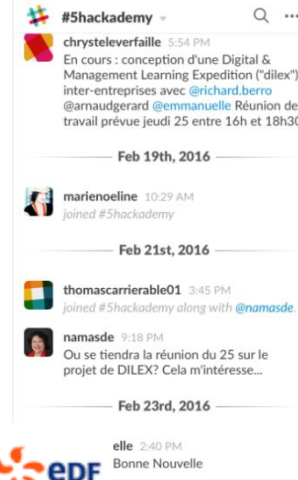 #5hackademy
chrysteleverfaille 5:54 PM
En cours : conception d'une Digital &
Management Learning Expedition ("dilex")
inter-entreprises avec @richard.berro
@arnaudgerard @emmanuelle Réunion de
travail prévue jeudi 25 entre 16h et 18h30
Feb 19th, 2016
marienoeline 10:29 AM
joined #5hackademy
Feb 21st, 2016
thomascarrierable01 3:45 PM
joined #5hackademy along with @namasde.
namasde 9:18 PM
Ou se tiendra la réunion du 25 sur le
projet de DILEX? Cela m'intéresse...
Feb 23rd, 2016
elle 2:40 PM
Bonne Nouvelle
edf